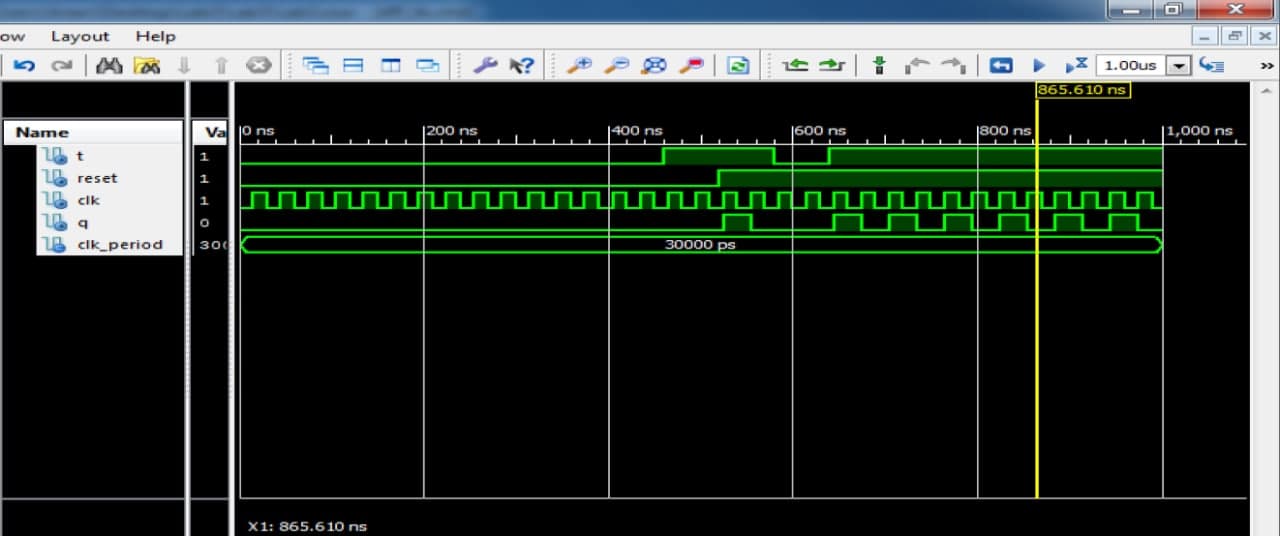 ow Layout Help
1.00us »
865.610 ns
Name Va 0 ns 200 ns 400 ns 600 ns 800 ns 1,000 ns
t 1
reset 1
clk 1
q 0
clk_period 300 30000 ps
X1: 865.610 ns